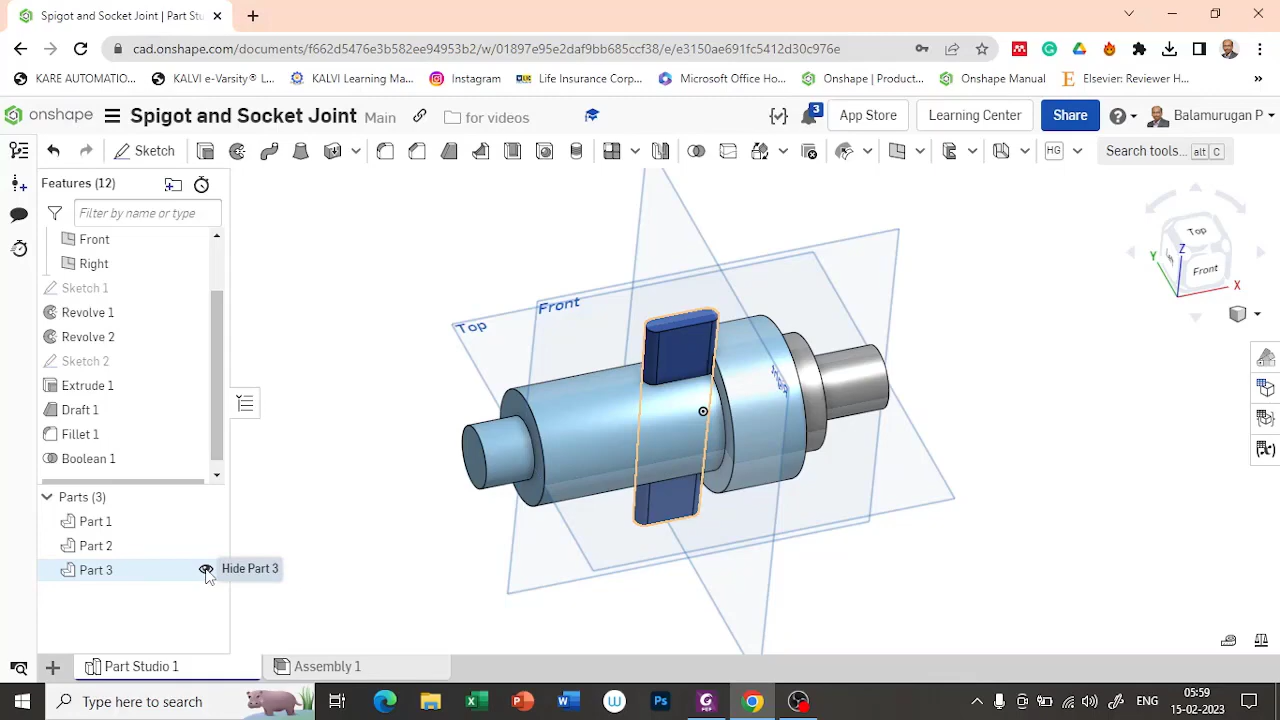 Spigot and Socket Joint | Part Stu
cad.onshape.com/documents/f662d5476e3b582ee94953b2/w/01897e95e2daf9bb685ccf38/e/e3150ae691fc5412d30c976e
KARE AUTOMATIO...
KALVI e-Varsity ® L...
KALVI Learning Ma...
Instagram
Life Insurance Corp...
Microsoft Office Ho...
Onshape | Product...
Onshape Manual
Elsevier: Reviewer H...
»
onshape
Spigot and Socket Joint
Main
for videos
3
App Store
Learning Center
Share
Balamurugan P
Sketch
HG
Search tools...
alt
C
Features (12)
Filter by name or type
Front
Right
Sketch 1
Revolve 1
Revolve 2
Sketch 2
Extrude 1
Draft 1
Fillet 1
Boolean 1
Parts (3)
Part 1
Part 2
Part 3
Hide Part 3
Top
Front
Right
Top
Front
Z
Y
X
Part Studio 1
Assembly 1
Type here to search
ENG
05:59
15-02-2023